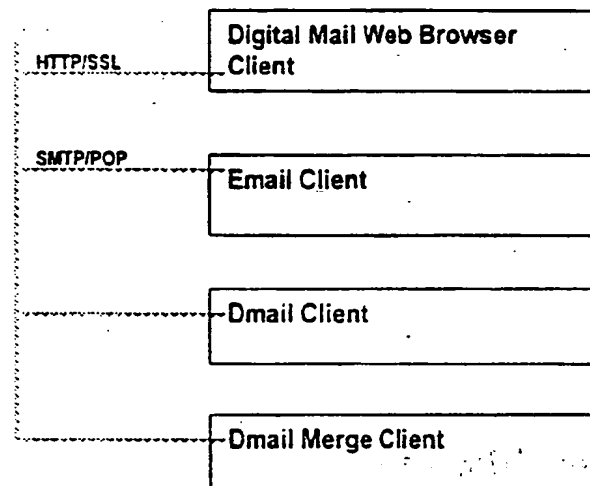 Digital Mail Web Browser
Client
HTTP/SSL
SMTP/POP
Email Client
Dmail Client
Dmail Merge Client